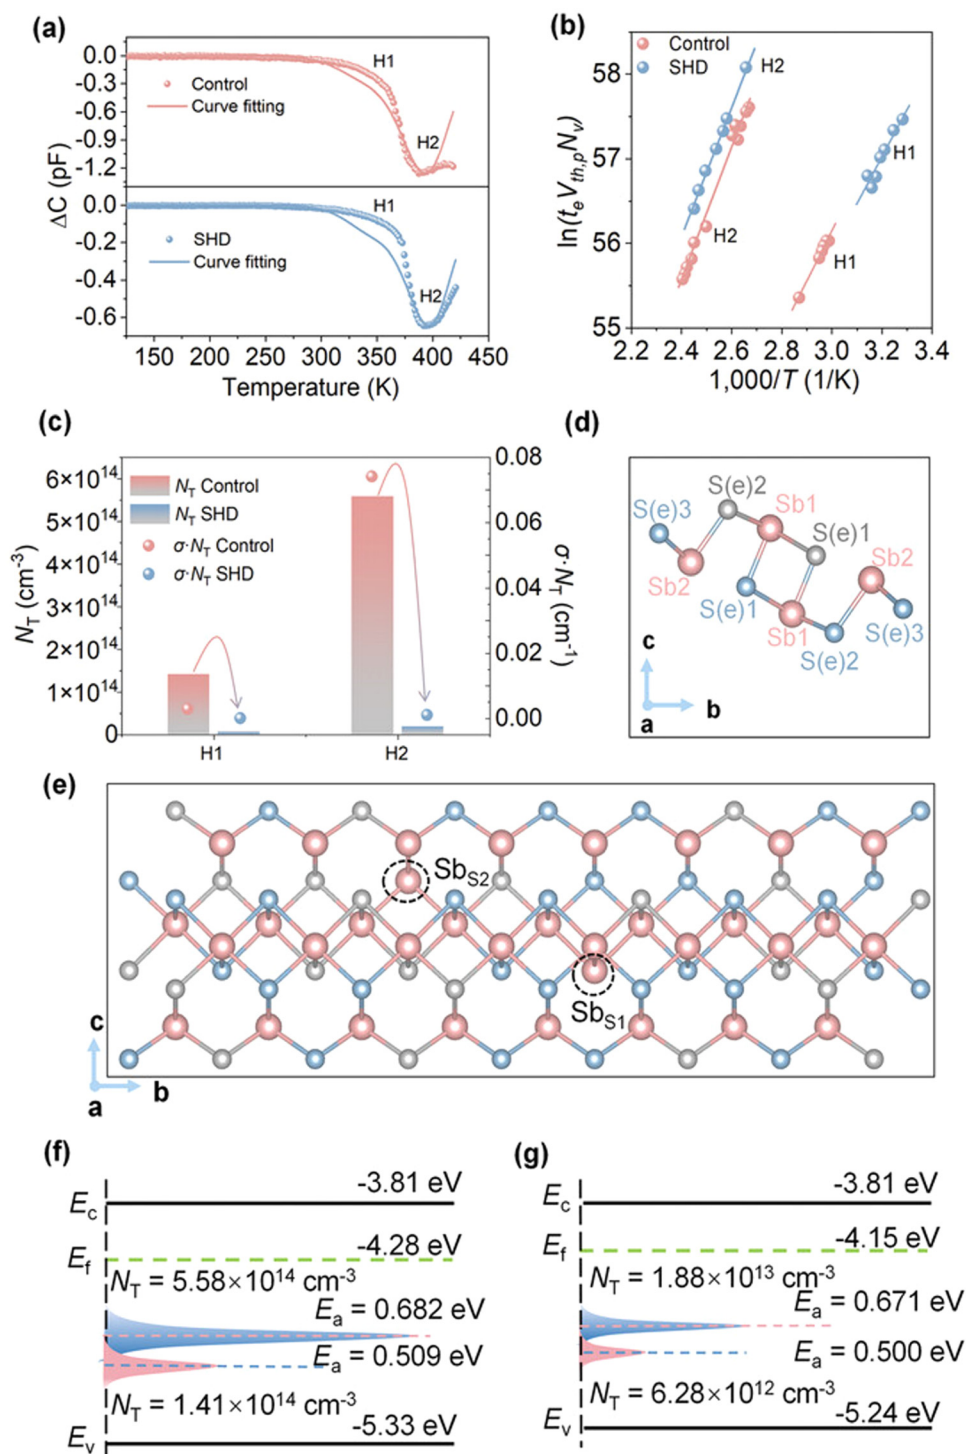 (a)
0.0
-0.3
-0.6
-0.9
-1.2
H1
Control
Curve fitting
H2
0.0
-0.2
-0.4
-0.6
H1
SHD
Curve fitting
H2
ΔC (pF)
150 200 250 300 350 400 450
Temperature (K)
(b)
Control
SHD
H2
H1
H2
H1
58
57
56
55
ln(teVth,pNv)
2.2 2.4 2.6 2.8 3.0 3.2 3.4
1,000/T (1/K)
(c)
6×10¹⁴
5×10¹⁴
4×10¹⁴
3×10¹⁴
2×10¹⁴
1×10¹⁴
0
NT (cm⁻³)
NT Control
NT SHD
σ·NT Control
σ·NT SHD
0.08
0.06
0.04
0.02
0.00
σ·NT (cm⁻¹)
H1 H2
(d)
S(e)3
S(e)2
Sb1
S(e)1
Sb2
Sb2
S(e)1
Sb1
S(e)2
S(e)3
c
a
b
(e)
SbS2
SbS1
c
a
b
(f)
Ec
-3.81 eV
Ef
-4.28 eV
NT = 5.58×10¹⁴ cm⁻³
Ea = 0.682 eV
Ea = 0.509 eV
NT = 1.41×10¹⁴ cm⁻³
Ev
-5.33 eV
(g)
Ec
-3.81 eV
Ef
-4.15 eV
NT = 1.88×10¹³ cm⁻³
Ea = 0.671 eV
Ea = 0.500 eV
NT = 6.28×10¹² cm⁻³
Ev
-5.24 eV